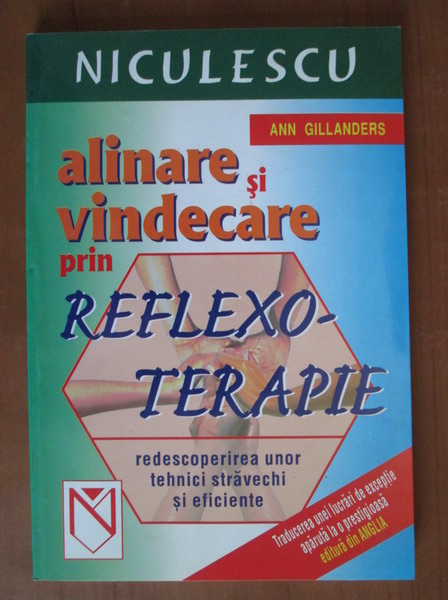 NICULESCU
ANN GILLANDERS
alinare
și
vindecare
prin
REFLEXO-
TERAPIE
redescoperirea unor
tehnici străvechi
și eficiente
Traducerea unei lucrări de excepție
apărută la o prestigioasă
editură din ANGLIA